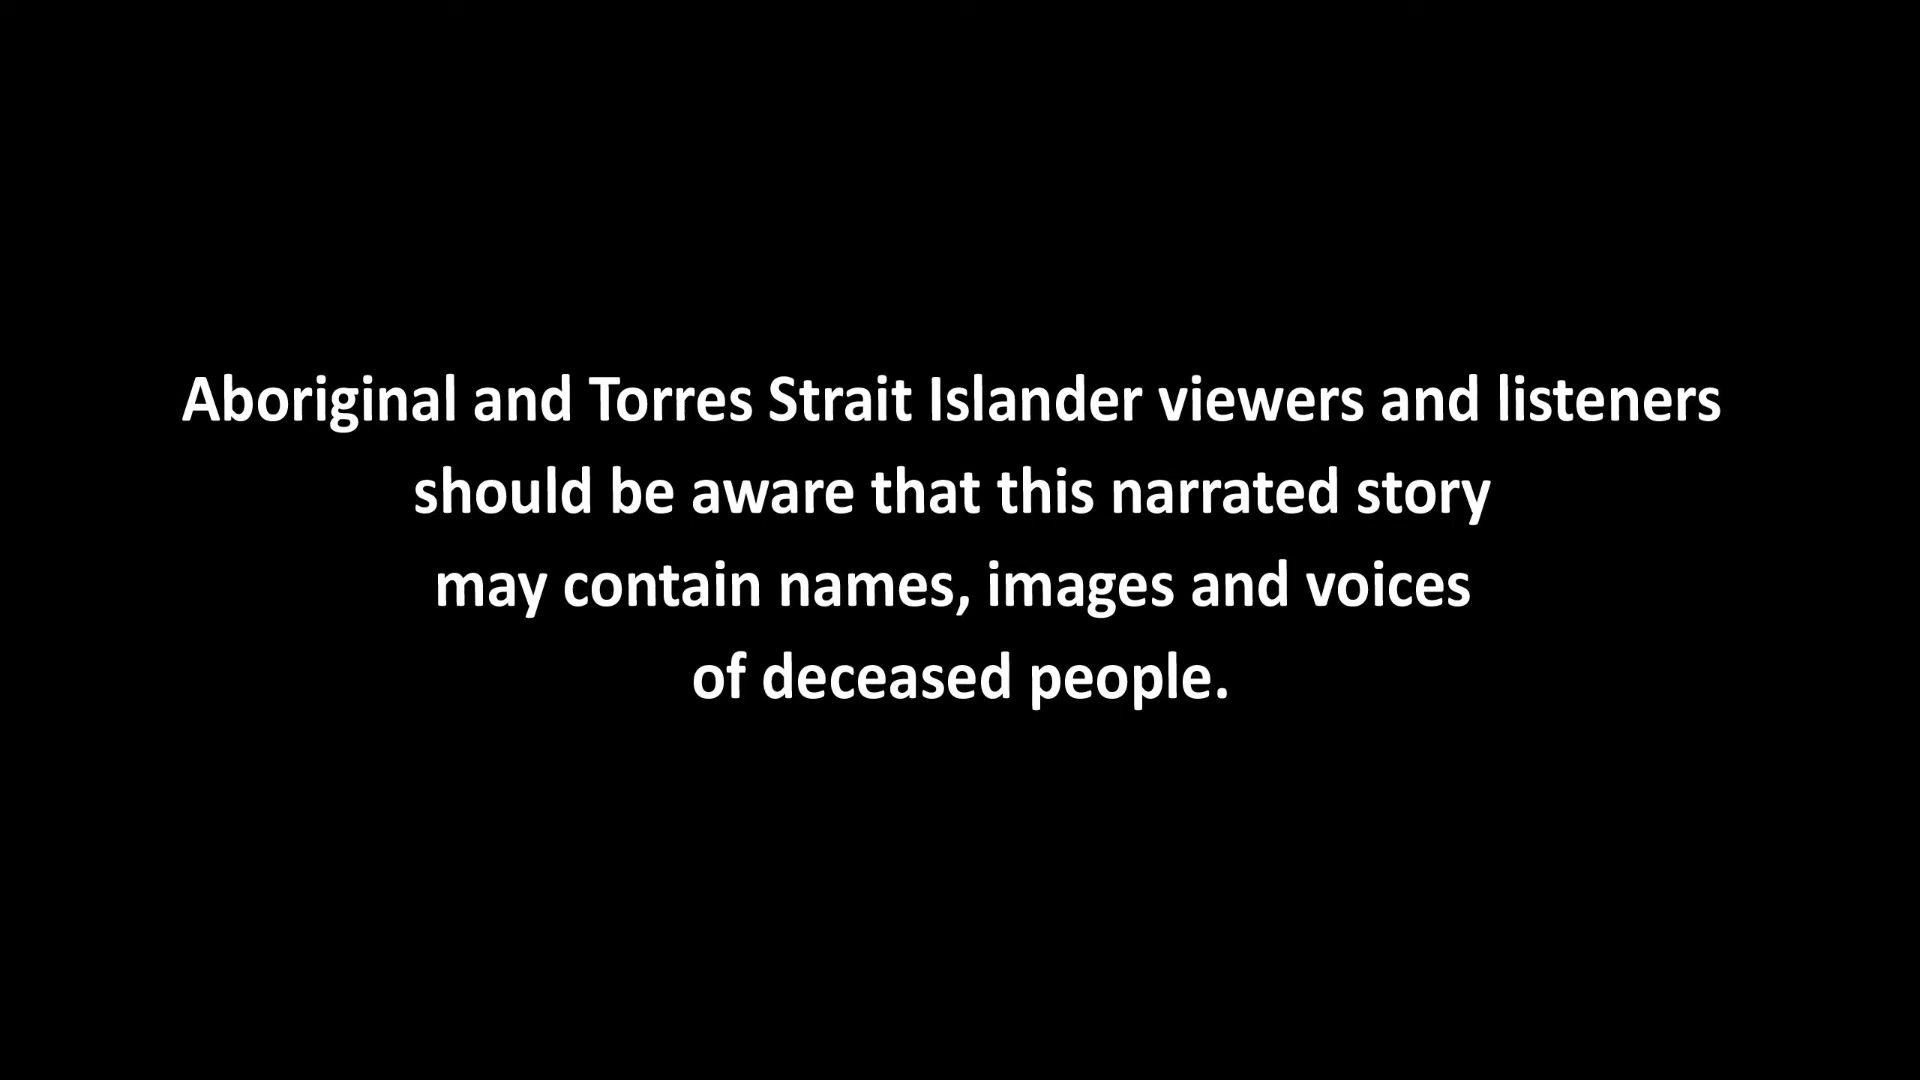 Aboriginal and Torres Strait Islander viewers and listeners
should be aware that this narrated story
may contain names, images and voices
of deceased people.